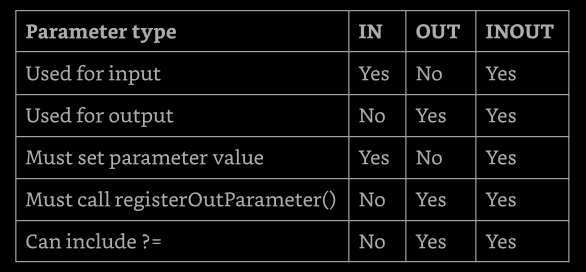 Parameter type IN OUT INOUT
Used for input Yes No Yes
Used for output No Yes Yes
Must set parameter value Yes No Yes
Must call registerOutParameter() No Yes Yes
Can include ?= No Yes Yes